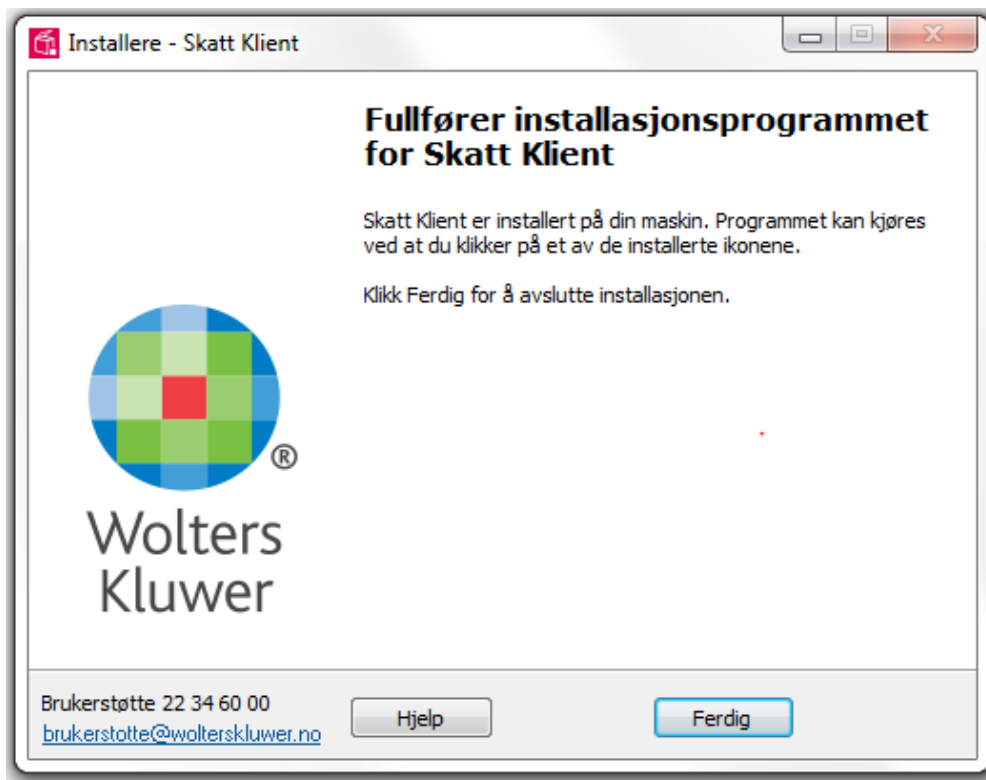 Installere - Skatt Klient
Fullfører installasjonsprogrammet
for Skatt Klient
Skatt Klient er installert på din maskin. Programmet kan kjøres
ved at du klikker på et av de installerte ikonene.
Klikk Ferdig for å avslutte installasjonen.
®
Wolters
Kluwer
Brukerstøtte 22 34 60 00
brukerstotte@wolterskluwer.no
Hjelp
Ferdig